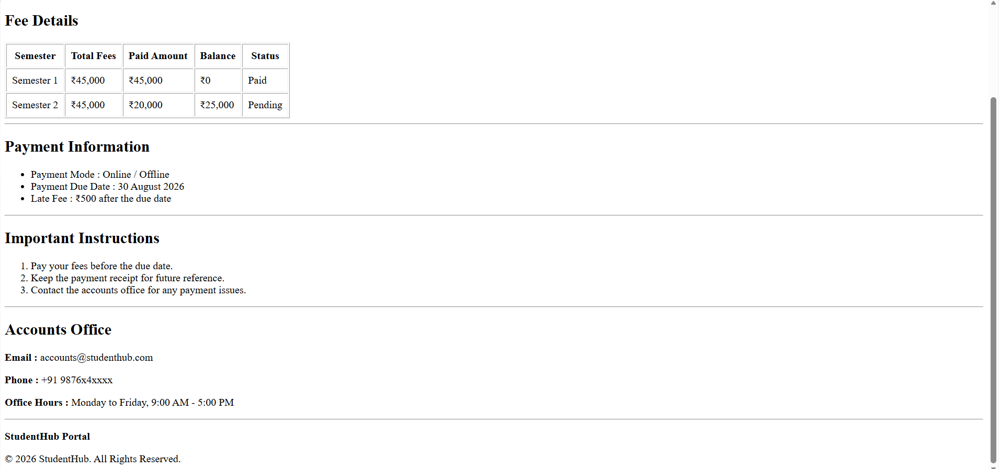 Fee Details
Semester Total Fees Paid Amount Balance Status
Semester 1 ₹45,000 ₹45,000 ₹0 Paid
Semester 2 ₹45,000 ₹20,000 ₹25,000 Pending
Payment Information
• Payment Mode : Online / Offline
• Payment Due Date : 30 August 2026
• Late Fee : ₹500 after the due date
Important Instructions
1. Pay your fees before the due date.
2. Keep the payment receipt for future reference.
3. Contact the accounts office for any payment issues.
Accounts Office
Email : accounts@studenthub.com
Phone : +91 9876x4xxxx
Office Hours : Monday to Friday, 9:00 AM - 5:00 PM
StudentHub Portal
© 2026 StudentHub. All Rights Reserved.